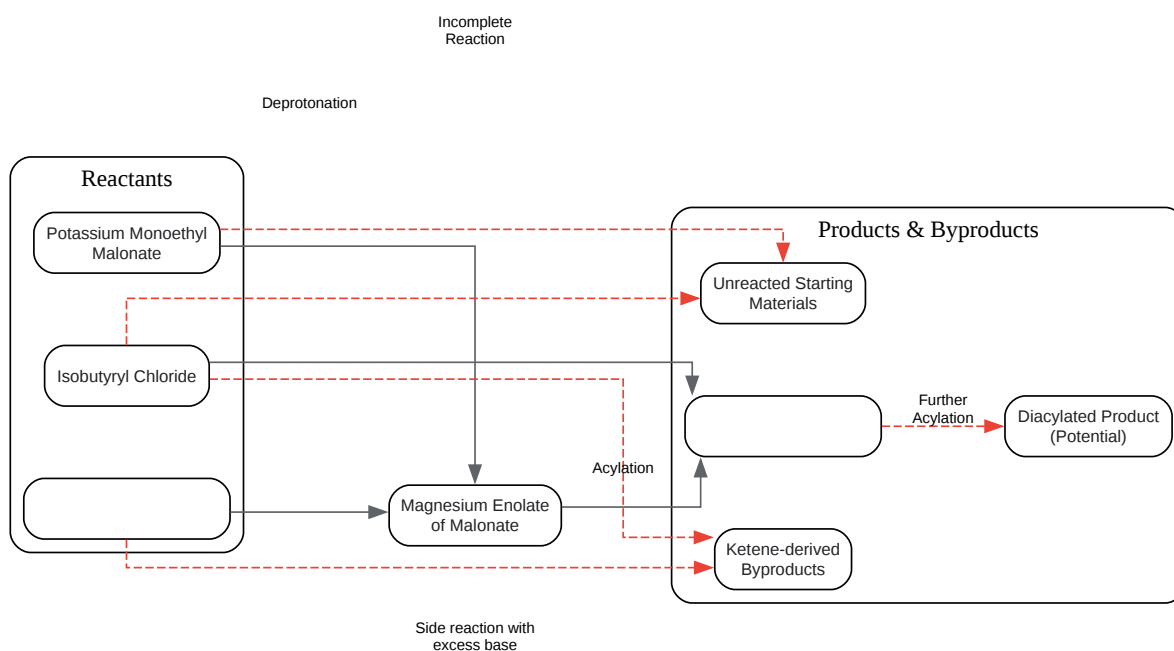 Incomplete
Reaction
Deprotonation
Reactants
Potassium Monoethyl
Malonate
Products & Byproducts
Unreacted Starting
Materials
Isobutyryl Chloride
Further
Acylation
Diacylated Product
(Potential)
Acylation
Magnesium Enolate
of Malonate
Ketene-derived
Byproducts
Side reaction with
excess base